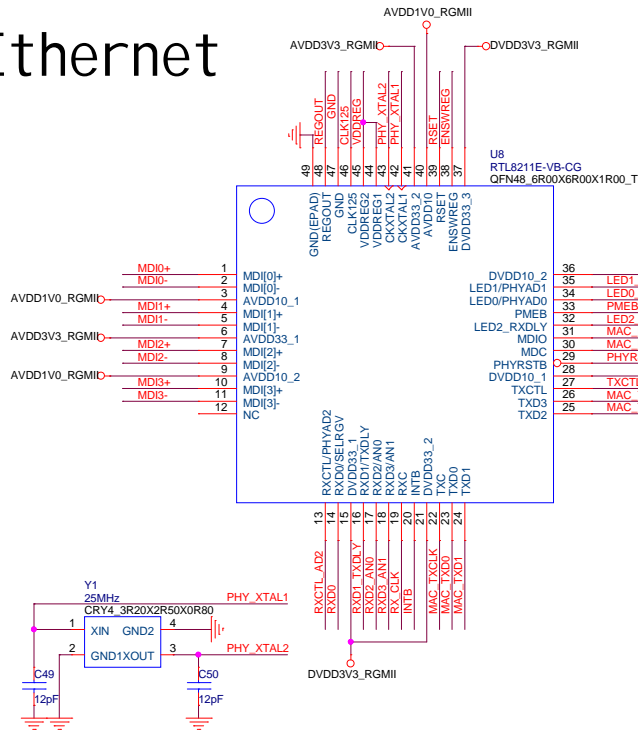 Ethernet
AVDD1V0_RGMII
AVDD3V3_RGMII
DVDD3V3_RGMII
REGOUT
GND
CLK125
VDDREG
PHY_XTAL2
PHY_XTAL1
RSET
ENSWREG
49
48
47
46
45
44
43
42
41
40
39
38
37
U8
RTL8211E-VB-CG
QFN48_6R00X6R00X1R00_T
GND(EPAD)
REGOUT
GND
CLK125
VDDREG2
VDDREG1
CKXTAL2
CKXTAL1
AVDD33_2
AVDD10
RSET
ENSWREG
DVDD33_3
MDI0+ 1 MDI[0]+
MDI0- 2 MDI[0]-
AVDD1V0_RGMII 3 AVDD10_1
MDI1+ 4 MDI[1]+
MDI1- 5 MDI[1]-
AVDD3V3_RGMII 6 AVDD33_1
MDI2+ 7 MDI[2]+
MDI2- 8 MDI[2]-
AVDD1V0_RGMII 9 AVDD10_2
MDI3+ 10 MDI[3]+
MDI3- 11 MDI[3]-
12 NC
DVDD10_2 36
LED1/PHYAD1 35 LED1_
LED0/PHYAD0 34 LED0_
PMEB 33 PMEB
LED2_RXDLY 32 LED2_
MDIO 31 MAC_
MDC 30 MAC_
PHYRSTB 29 PHYR
DVDD10_1 28
TXCTL 27 TXCTL
TXD3 26 MAC_
TXD2 25 MAC_
RXCTL/PHYAD2
RXD0/SELRGV
DVDD33_1
RXD1/TXDLY
RXD2/AN0
RXD3/AN1
RXC
INTB
DVDD33_2
TXC
TXD0
TXD1
13
14
15
16
17
18
19
20
21
22
23
24
RXCTL_AD2
RXD0
RXD1_TXDLY
RXD2_AN0
RXD3_AN1
RX_CLK
INTB
MAC_TXCLK
MAC_TXD0
MAC_TXD1
DVDD3V3_RGMII
Y1
25MHz
CRY4_3R20X2R50X0R80
PHY_XTAL1
1 XIN GND2 4
2 GND1XOUT 3
PHY_XTAL2
C49
12pF
C50
12pF